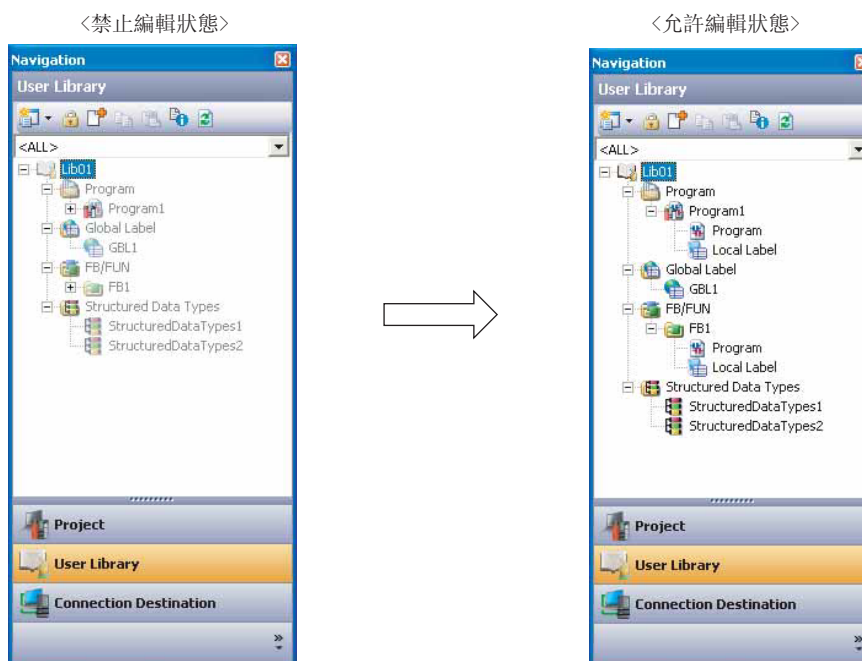 <禁止編輯狀態>
Navigation
User Library
<ALL>
Lib01
Program
Program1
Global Label
GBL1
FB/FUN
FB1
Structured Data Types
StructuredDataTypes1
StructuredDataTypes2
Project
User Library
Connection Destination
<允許編輯狀態>
Navigation
User Library
<ALL>
Lib01
Program
Program1
Program
Local Label
Global Label
GBL1
FB/FUN
FB1
Program
Local Label
Structured Data Types
StructuredDataTypes1
StructuredDataTypes2
Project
User Library
Connection Destination